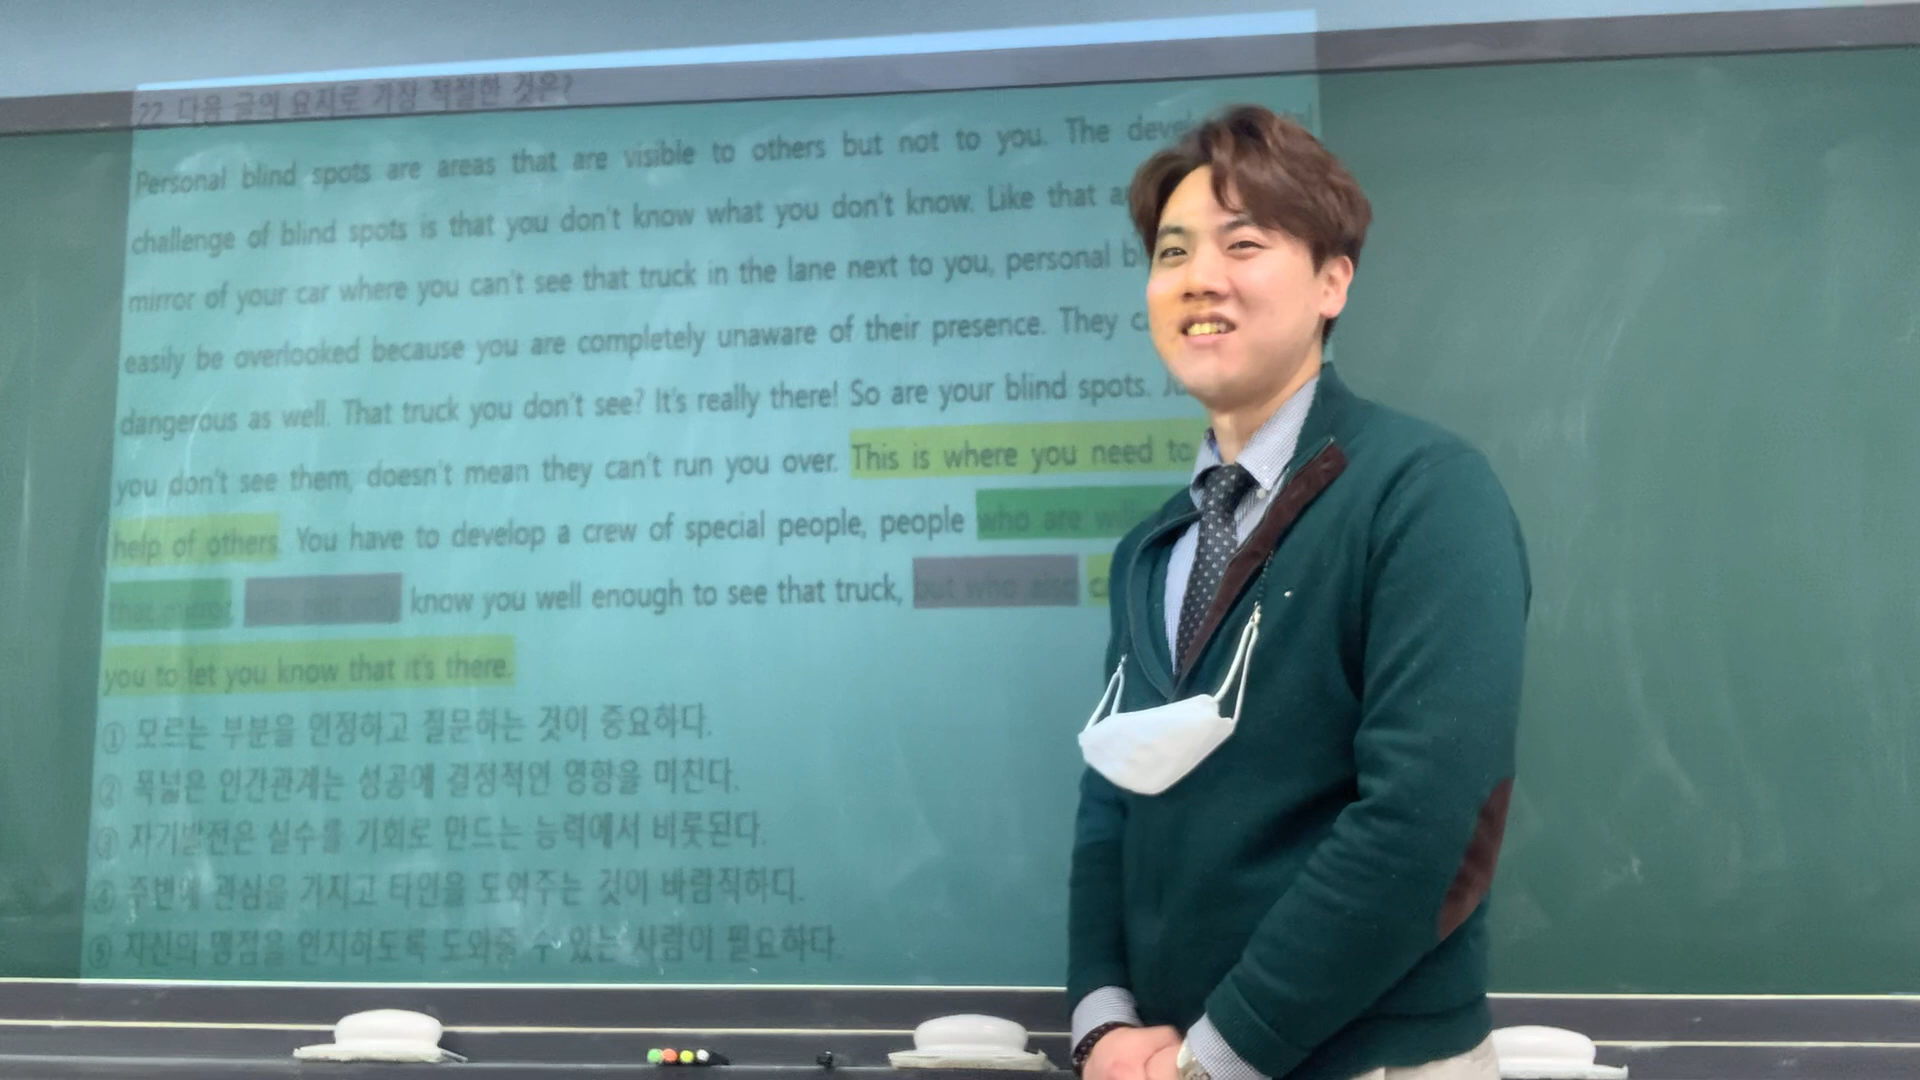 22. 다음 글의 요지로 가장 적절한 것은?
Personal blind spots are areas that are visible to others but not to you. The
challenge of blind spots is that you don't know what you don't know. Like that
mirror of your car where you can't see that truck in the lane next to you, personal
easily be overlooked because you are completely unaware of their presence. They
dangerous as well. That truck you don't see? It's really there! So are your blind spots.
you don't see them, doesn't mean they can't run you over. This is where you need to
help of others. You have to develop a crew of special people, people who are
that mirror, who not only know you well enough to see that truck, but who also
you to let you know that it's there.
① 모르는 부분을 인정하고 질문하는 것이 중요하다.
② 폭넓은 인간관계는 성공에 결정적인 영향을 미친다.
③ 자기발전은 실수를 기회로 만드는 능력에서 비롯된다.
④ 주변에 관심을 가지고 타인을 도와주는 것이 바람직하다.
⑤ 자신의 맹점을 인지하도록 도와줄 수 있는 사람이 필요하다.